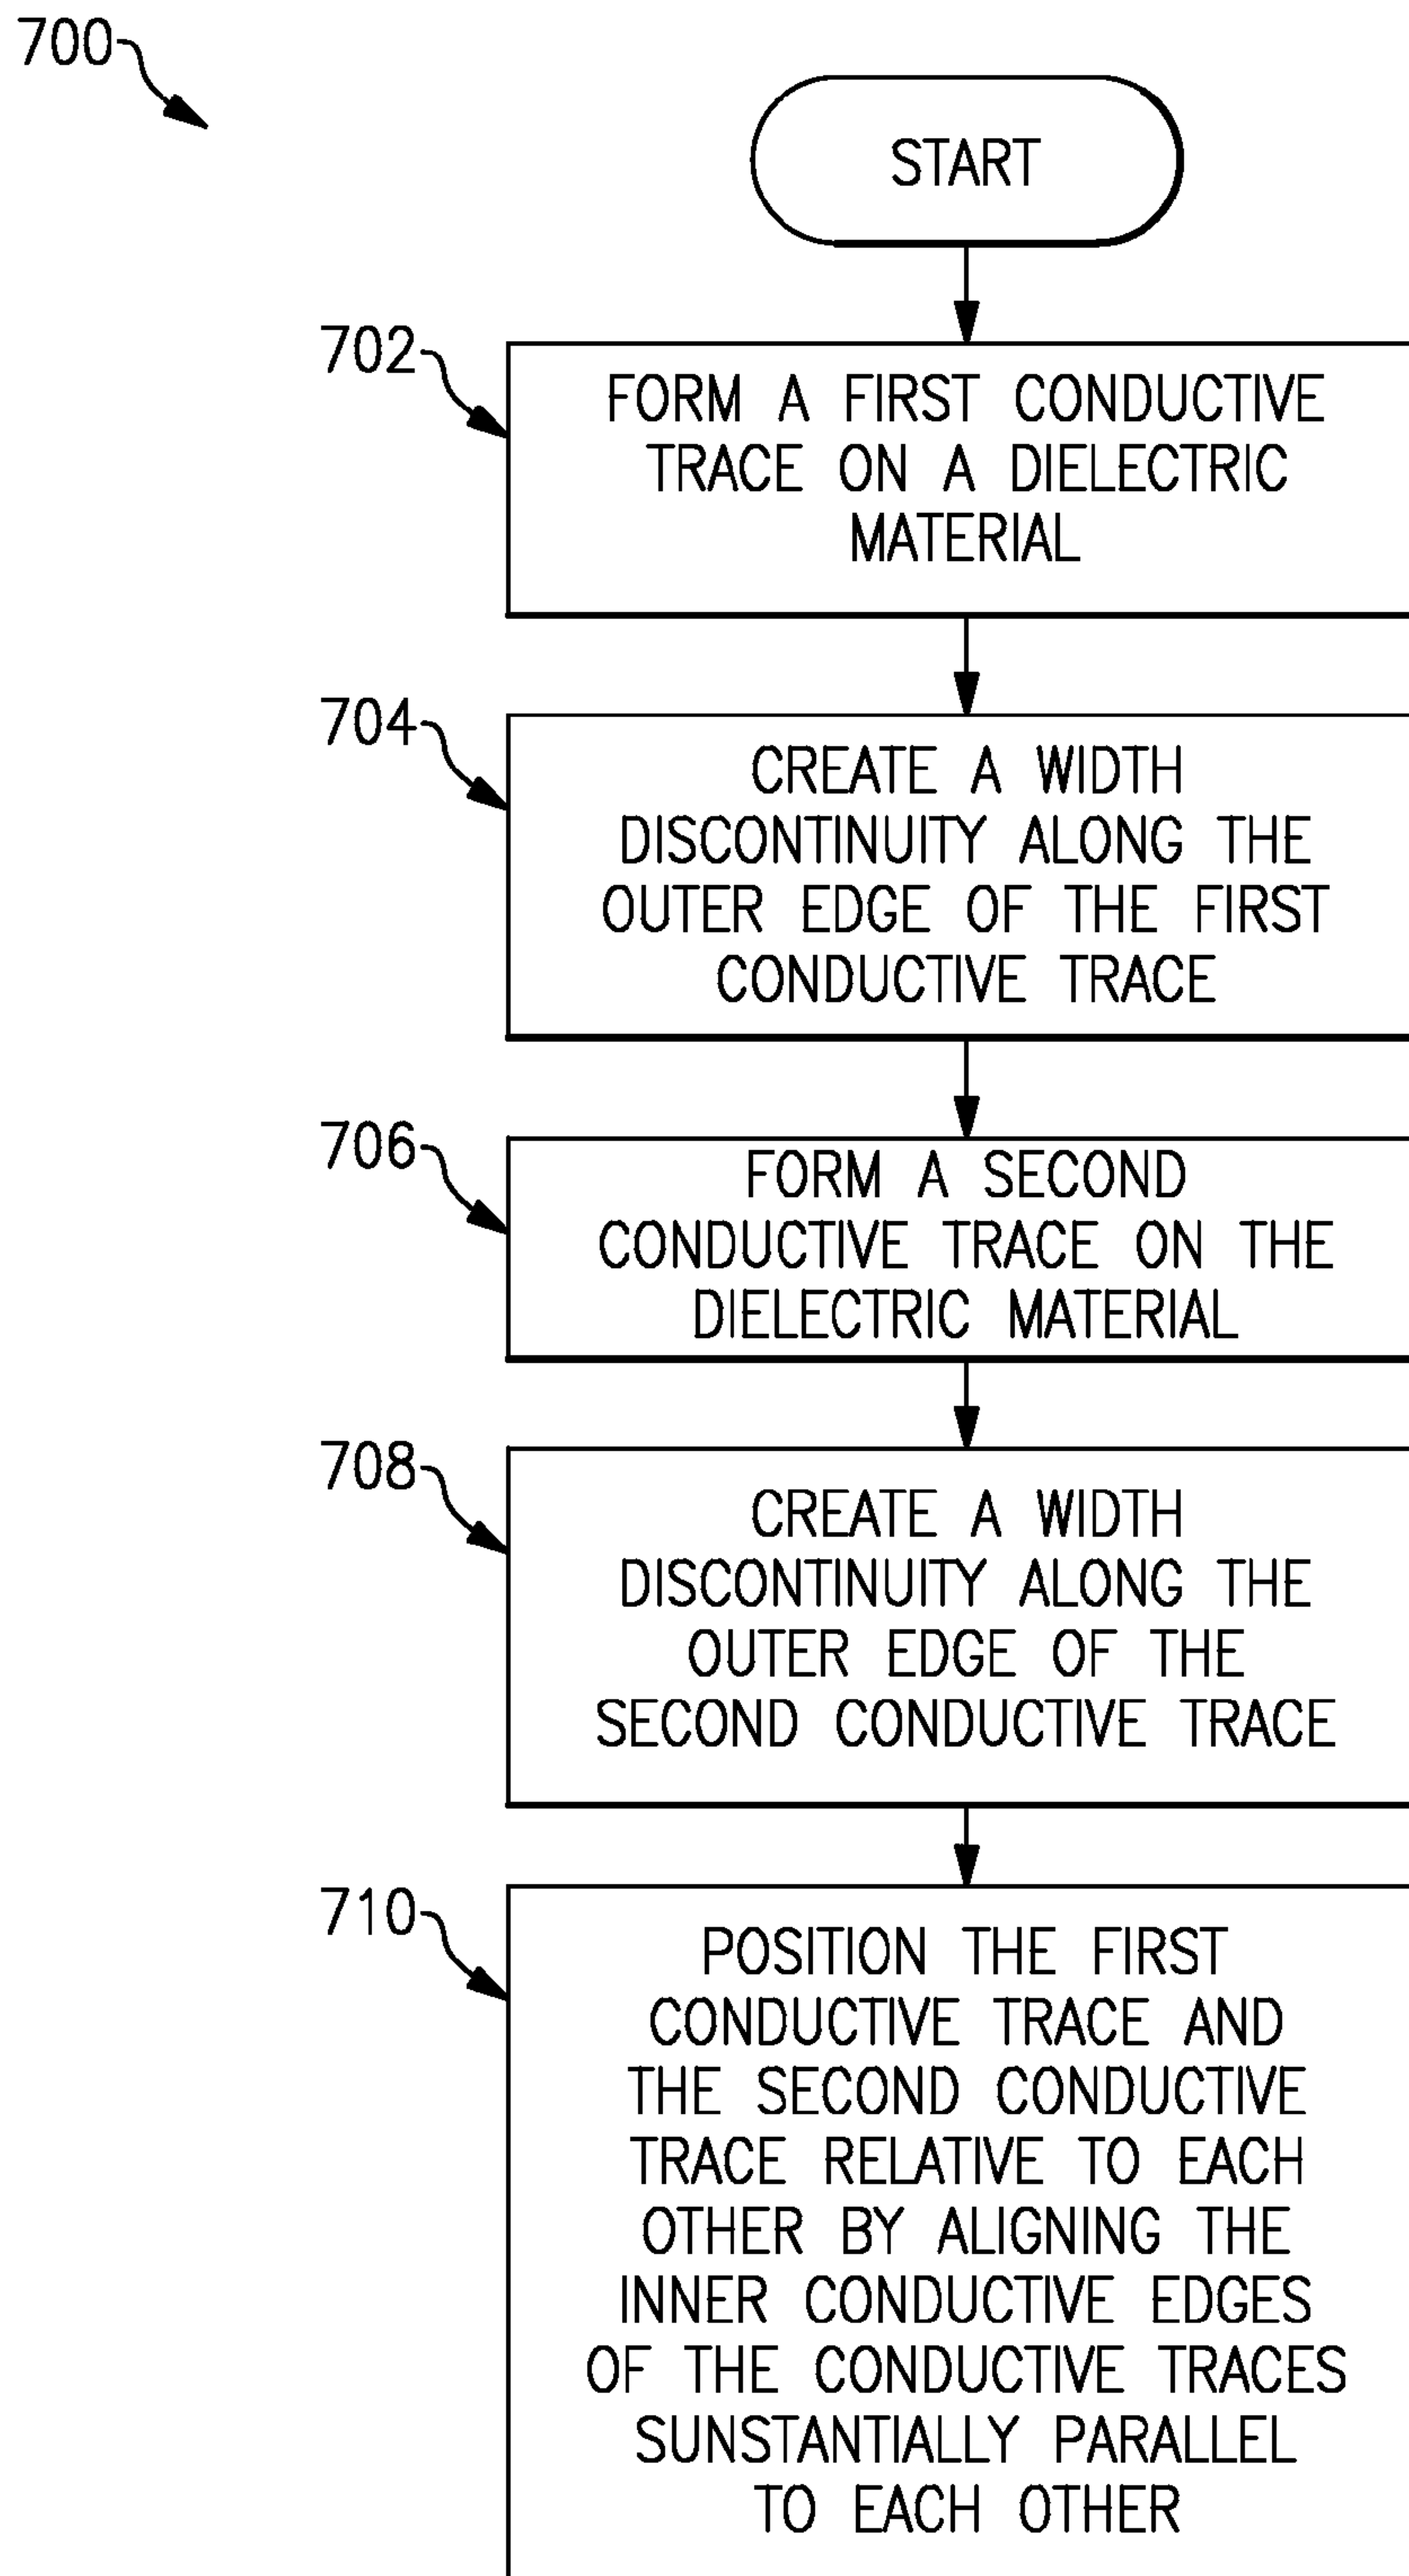 700
START
702
FORM A FIRST CONDUCTIVE
TRACE ON A DIELECTRIC
MATERIAL
704
CREATE A WIDTH
DISCONTINUITY ALONG THE
OUTER EDGE OF THE FIRST
CONDUCTIVE TRACE
706
FORM A SECOND
CONDUCTIVE TRACE ON THE
DIELECTRIC MATERIAL
708
CREATE A WIDTH
DISCONTINUITY ALONG THE
OUTER EDGE OF THE
SECOND CONDUCTIVE TRACE
710
POSITION THE FIRST
CONDUCTIVE TRACE AND
THE SECOND CONDUCTIVE
TRACE RELATIVE TO EACH
OTHER BY ALIGNING THE
INNER CONDUCTIVE EDGES
OF THE CONDUCTIVE TRACES
SUNSTANTIALLY PARALLEL
TO EACH OTHER